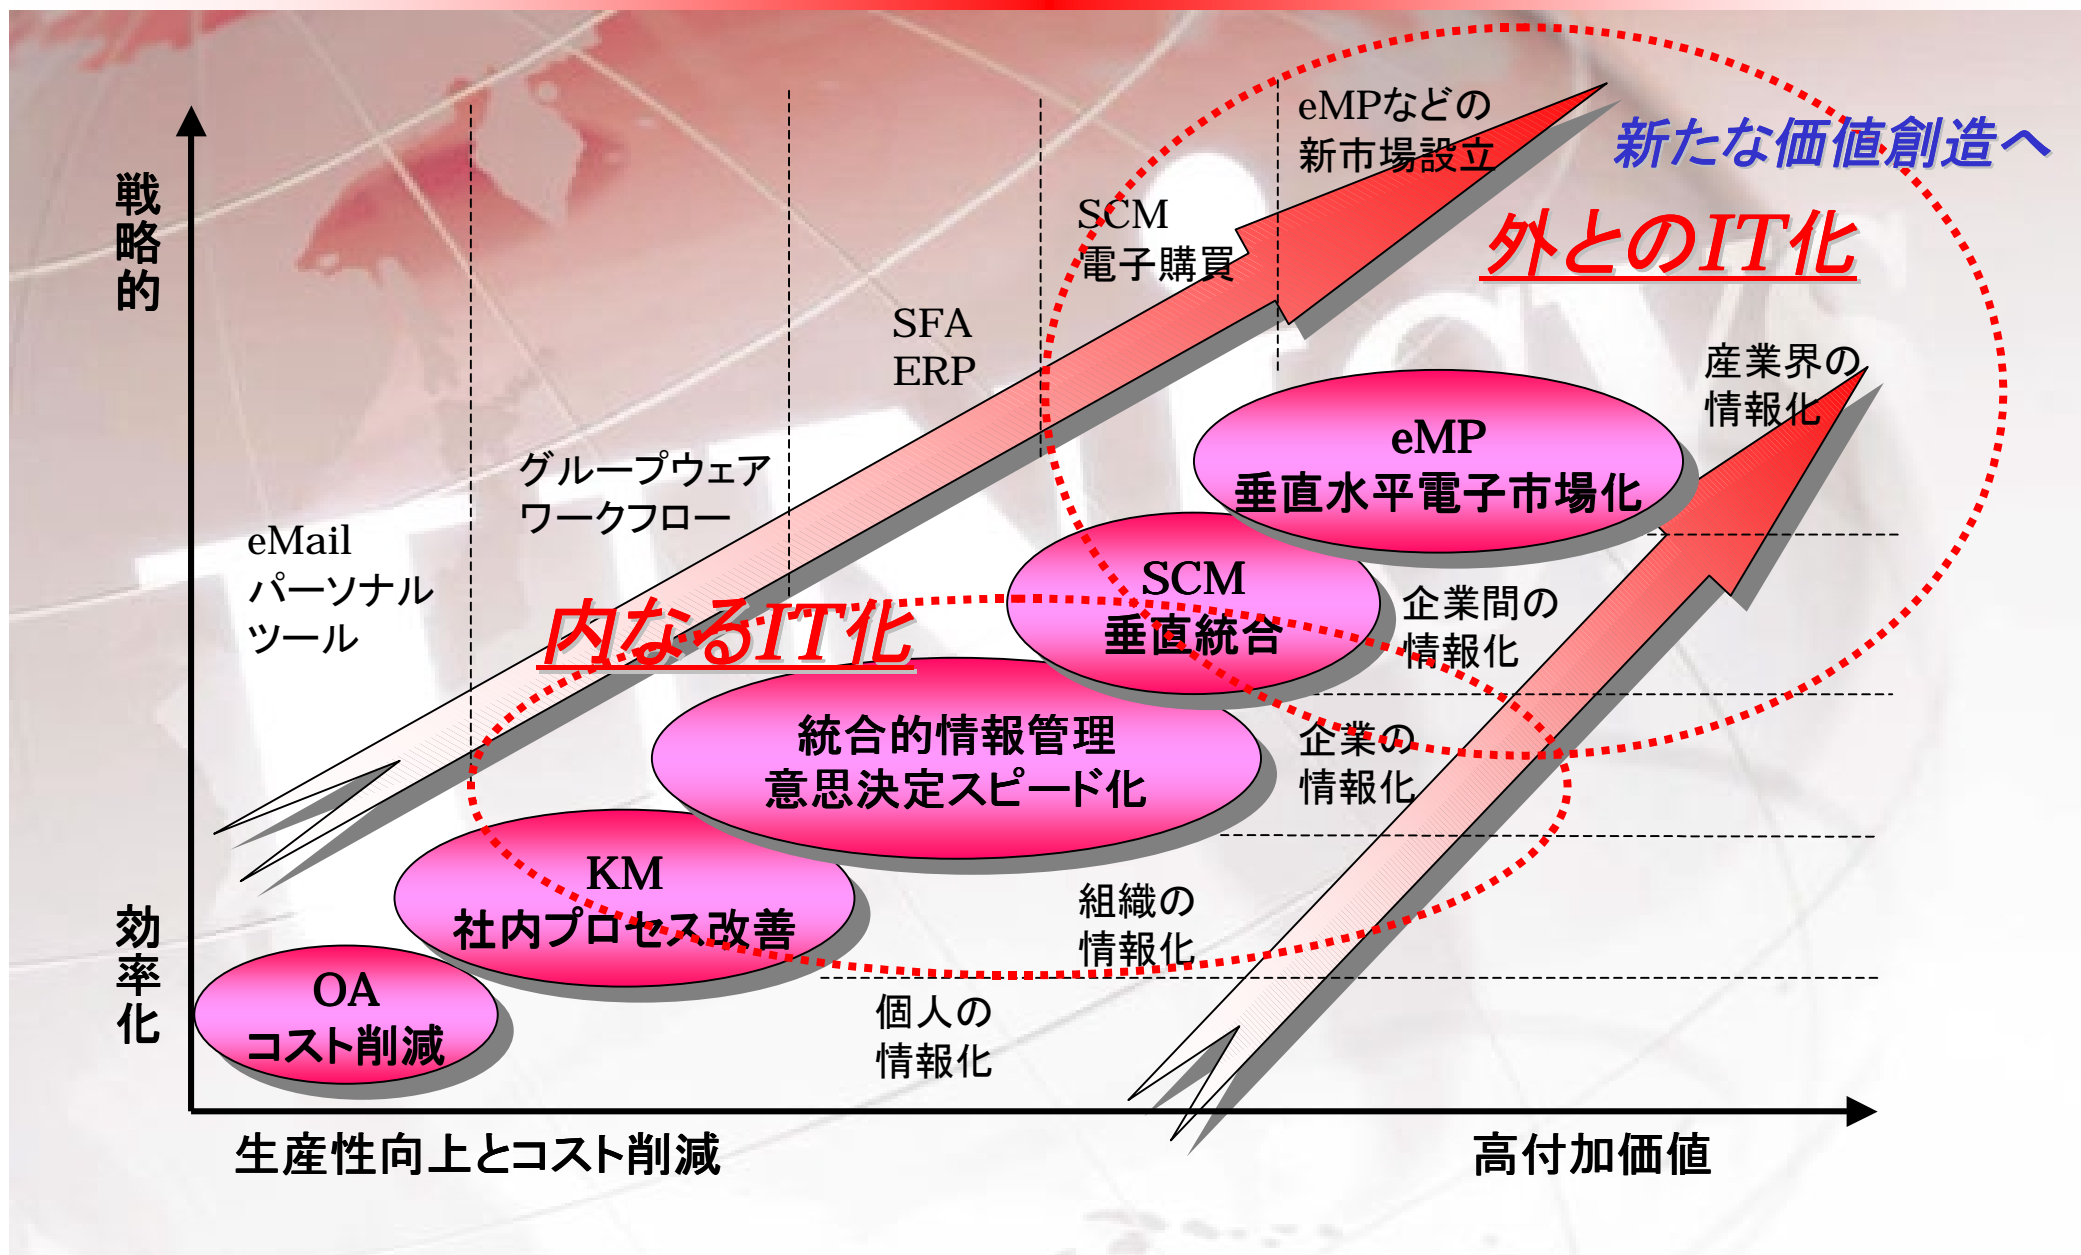 eMPなどの
新市場設立
新たな価値創造へ
戦略的
SCM
電子購買
外とのIT化
SFA
ERP
産業界の
情報化
グループウェア
ワークフロー
eMP
垂直水平電子市場化
eMail
パーソナル
ツール
内なるIT化
SCM
垂直統合
企業間の
情報化
統合的情報管理
意思決定スピード化
企業の
情報化
KM
社内プロセス改善
組織の
情報化
効率化
OA
コスト削減
個人の
情報化
生産性向上とコスト削減
高付加価値